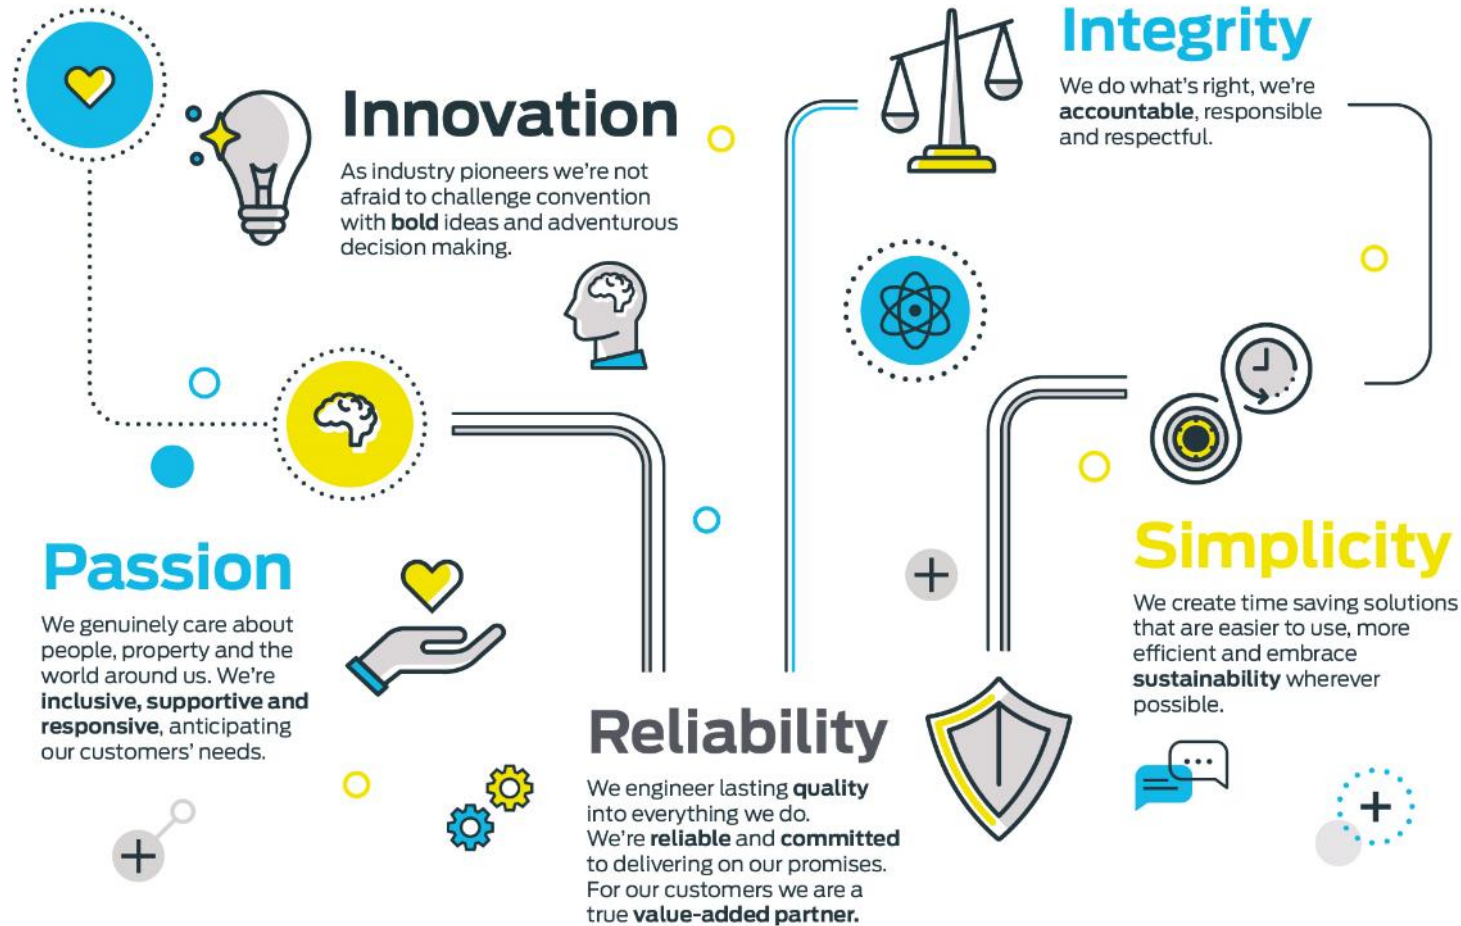 Innovation
As industry pioneers we're not
afraid to challenge convention
with bold ideas and adventurous
decision making.
Integrity
We do what's right, we're
accountable, responsible
and respectful.
Passion
We genuinely care about
people, property and the
world around us. We're
inclusive, supportive and
responsive, anticipating
our customers' needs.
Reliability
We engineer lasting quality
into everything we do.
We're reliable and committed
to delivering on our promises.
For our customers we are a
true value-added partner.
Simplicity
We create time saving solutions
that are easier to use, more
efficient and embrace
sustainability wherever
possible.